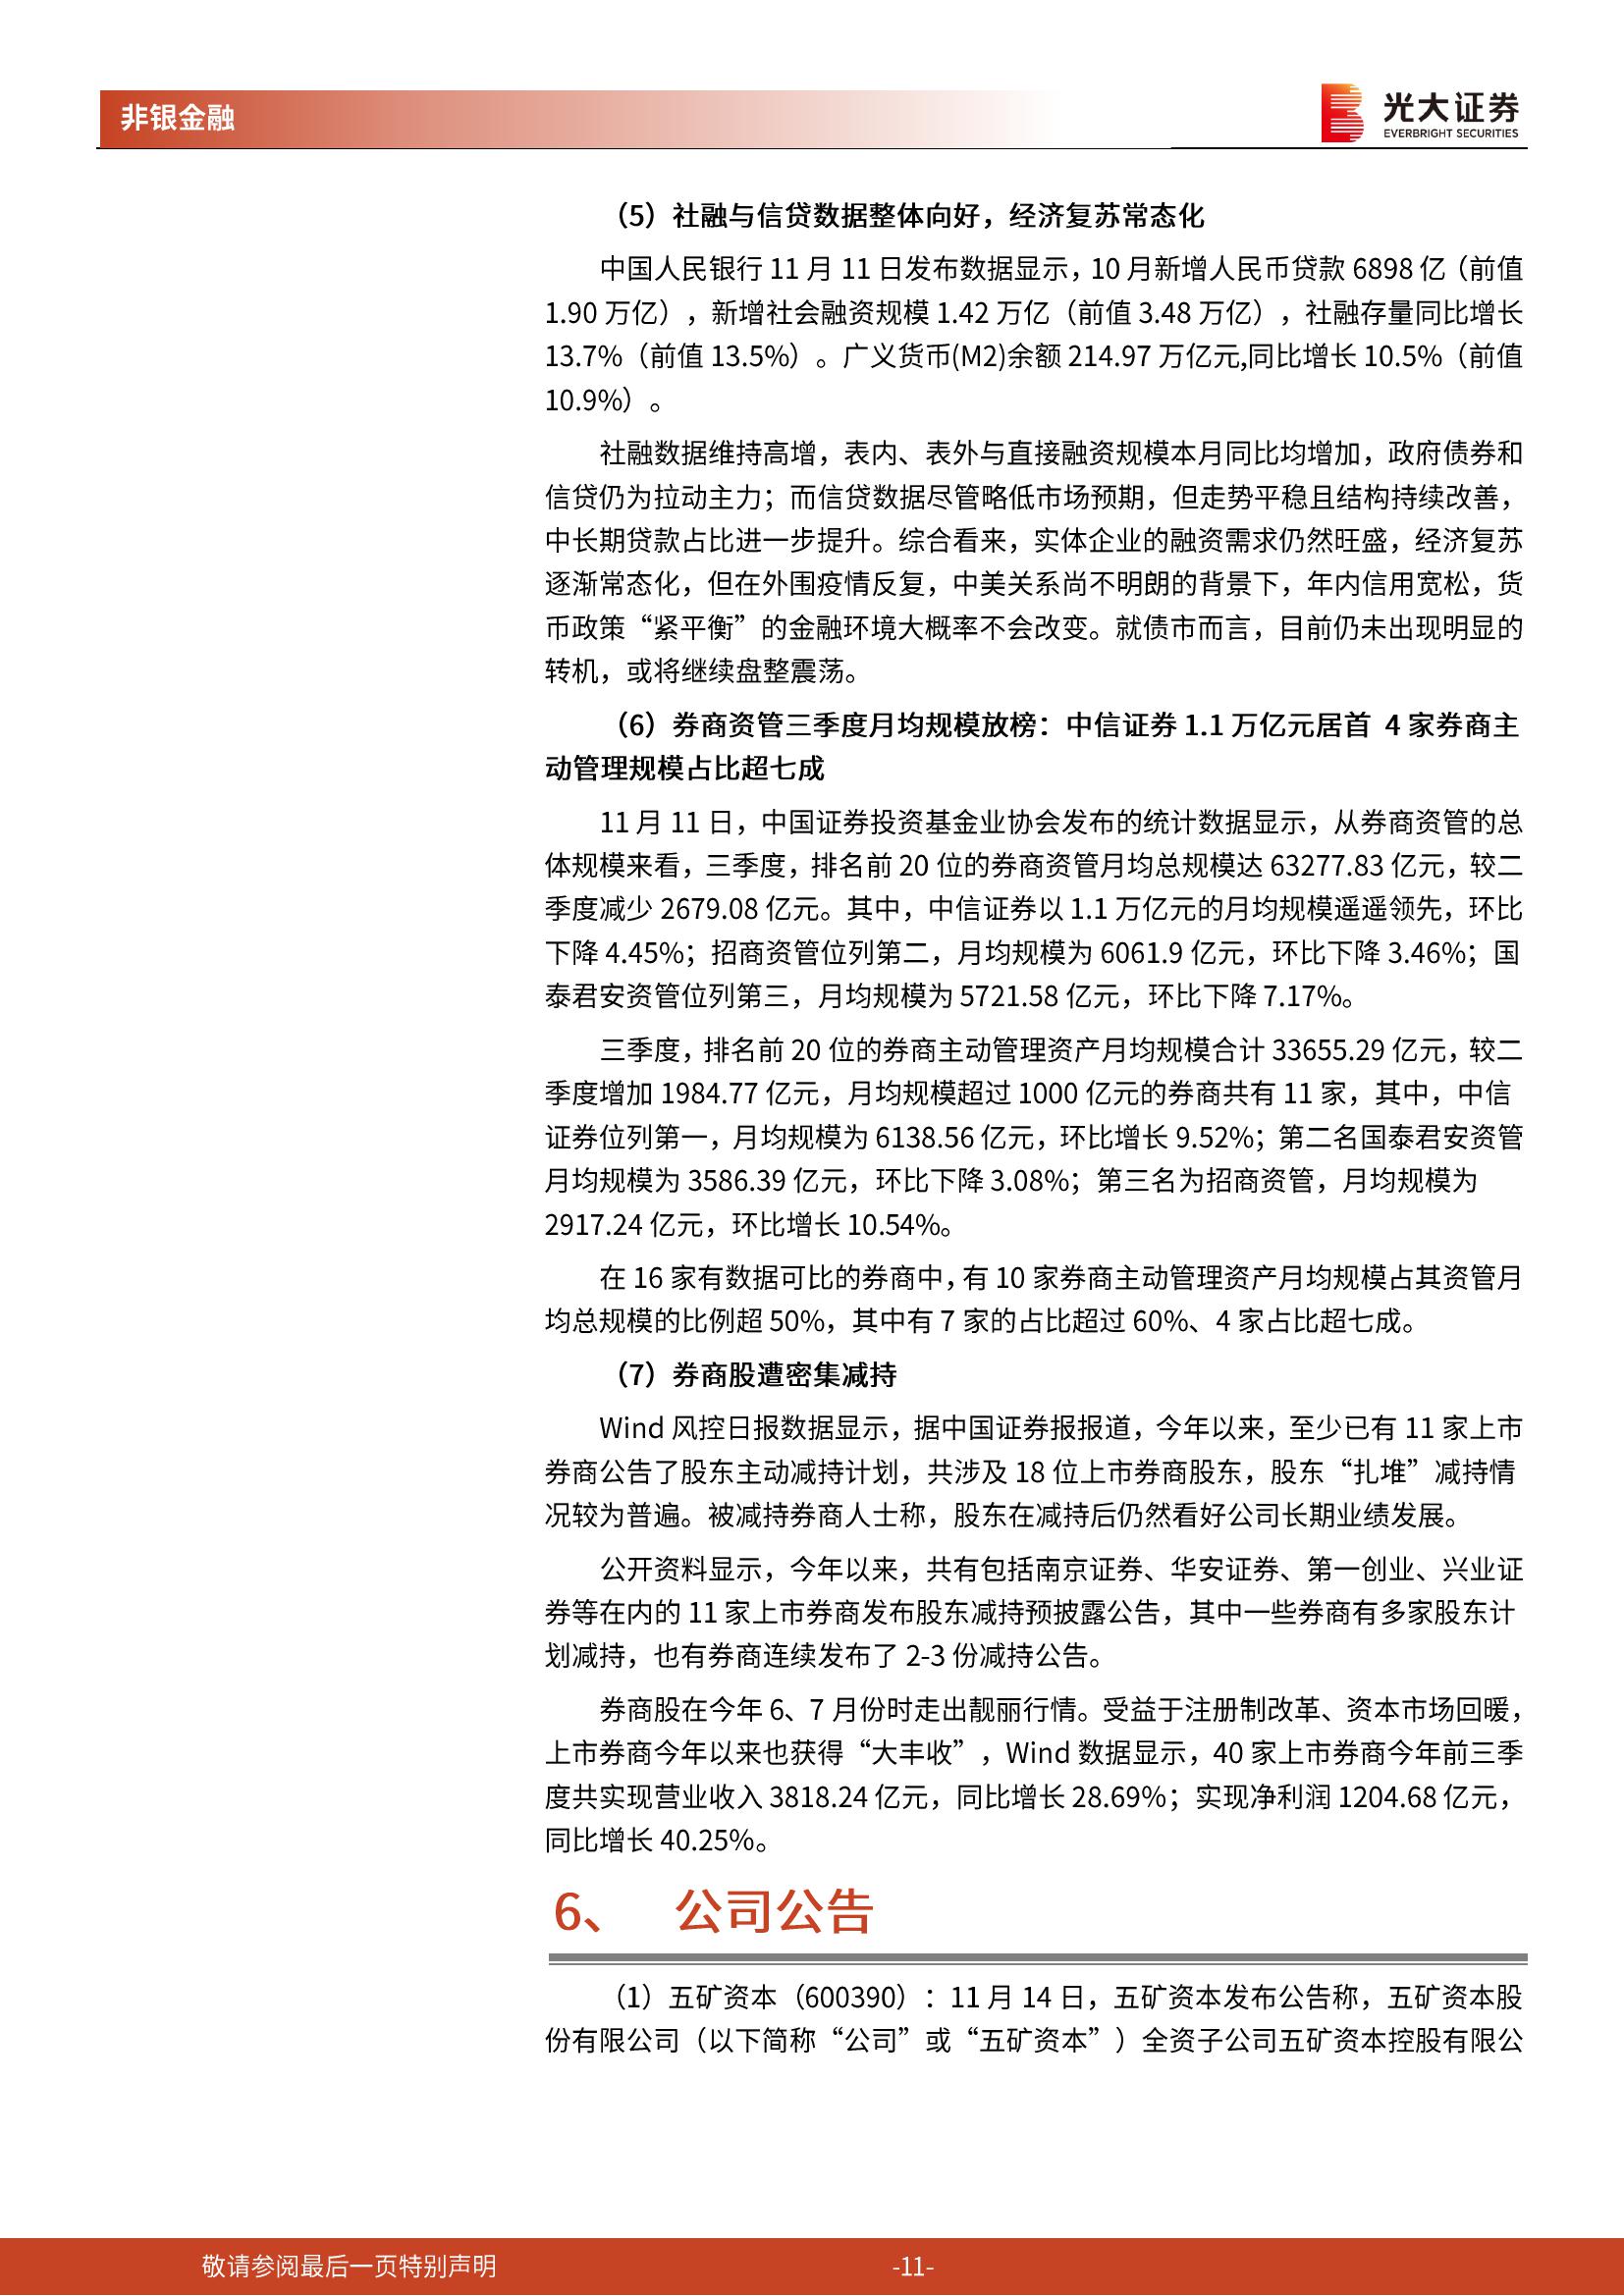 非银金融
光大证券
EVERBRIGHT SECURITIES
（5）社融与信贷数据整体向好，经济复苏常态化
中国人民银行 11 月 11 日发布数据显示，10 月新增人民币贷款 6898 亿（前值
1.90 万亿），新增社会融资规模 1.42 万亿（前值 3.48 万亿），社融存量同比增长
13.7%（前值 13.5%）。广义货币(M2)余额 214.97 万亿元,同比增长 10.5%（前值
10.9%）。
社融数据维持高增，表内、表外与直接融资规模本月同比均增加，政府债券和
信贷仍为拉动主力；而信贷数据尽管略低市场预期，但走势平稳且结构持续改善，
中长期贷款占比进一步提升。综合看来，实体企业的融资需求仍然旺盛，经济复苏
逐渐常态化，但在外围疫情反复，中美关系尚不明朗的背景下，年内信用宽松，货
币政策“紧平衡”的金融环境大概率不会改变。就债市而言，目前仍未出现明显的
转机，或将继续盘整震荡。
（6）券商资管三季度月均规模放榜：中信证券 1.1 万亿元居首 4 家券商主
动管理规模占比超七成
11 月 11 日，中国证券投资基金业协会发布的统计数据显示，从券商资管的总
体规模来看，三季度，排名前 20 位的券商资管月均总规模达 63277.83 亿元，较二
季度减少 2679.08 亿元。其中，中信证券以 1.1 万亿元的月均规模遥遥领先，环比
下降 4.45%；招商资管位列第二，月均规模为 6061.9 亿元，环比下降 3.46%；国
泰君安资管位列第三，月均规模为 5721.58 亿元，环比下降 7.17%。
三季度，排名前 20 位的券商主动管理资产月均规模合计 33655.29 亿元，较二
季度增加 1984.77 亿元，月均规模超过 1000 亿元的券商共有 11 家，其中，中信
证券位列第一，月均规模为 6138.56 亿元，环比增长 9.52%；第二名国泰君安资管
月均规模为 3586.39 亿元，环比下降 3.08%；第三名为招商资管，月均规模为
2917.24 亿元，环比增长 10.54%。
在 16 家有数据可比的券商中，有 10 家券商主动管理资产月均规模占其资管月
均总规模的比例超 50%，其中有 7 家的占比超过 60%、4 家占比超七成。
（7）券商股遭密集减持
Wind 风控日报数据显示，据中国证券报报道，今年以来，至少已有 11 家上市
券商公告了股东主动减持计划，共涉及 18 位上市券商股东，股东“扎堆”减持情
况较为普遍。被减持券商人士称，股东在减持后仍然看好公司长期业绩发展。
公开资料显示，今年以来，共有包括南京证券、华安证券、第一创业、兴业证
券等在内的 11 家上市券商发布股东减持预披露公告，其中一些券商有多家股东计
划减持，也有券商连续发布了 2-3 份减持公告。
券商股在今年 6、7 月份时走出靓丽行情。受益于注册制改革、资本市场回暖，
上市券商今年以来也获得“大丰收”，Wind 数据显示，40 家上市券商今年前三季
度共实现营业收入 3818.24 亿元，同比增长 28.69%；实现净利润 1204.68 亿元，
同比增长 40.25%。
6、 公司公告
（1）五矿资本（600390）：11 月 14 日，五矿资本发布公告称，五矿资本股
份有限公司（以下简称“公司”或“五矿资本”）全资子公司五矿资本控股有限公
敬请参阅最后一页特别声明
-11-